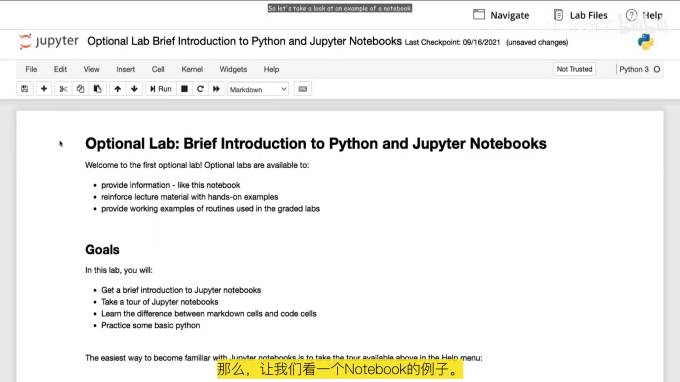 So let's take a look at an example of a notebook.
Navigate Lab Files Help
jupyter Optional Lab Brief Introduction to Python and Jupyter Notebooks Last Checkpoint: 09/16/2021 (unsaved changes)
File Edit View Insert Cell Kernel Widgets Help Not Trusted Python 3
Run Markdown
Optional Lab: Brief Introduction to Python and Jupyter Notebooks
Welcome to the first optional lab! Optional labs are available to:
• provide information - like this notebook
• reinforce lecture material with hands-on examples
• provide working examples of routines used in the graded labs
Goals
In this lab, you will:
• Get a brief introduction to Jupyter notebooks
• Take a tour of Jupyter notebooks
• Learn the difference between markdown cells and code cells
• Practice some basic python
The easiest way to become familiar with Jupyter notebooks is to take the tour available above in the Help menu:
那么，让我们看一个Notebook的例子。